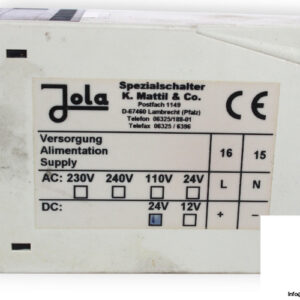 Jola
Spezialschalter
K. Mattil & Co.
Postfach 1149
D-67460 Lambrecht (Pfalz)
Telefon 06325/188-01
Telefax 06325 / 6396
CE
Versorgung
Alimentation
Supply
16 15
AC: 230V 240V 110V 24V
L N
DC: 24V 12V
+ -